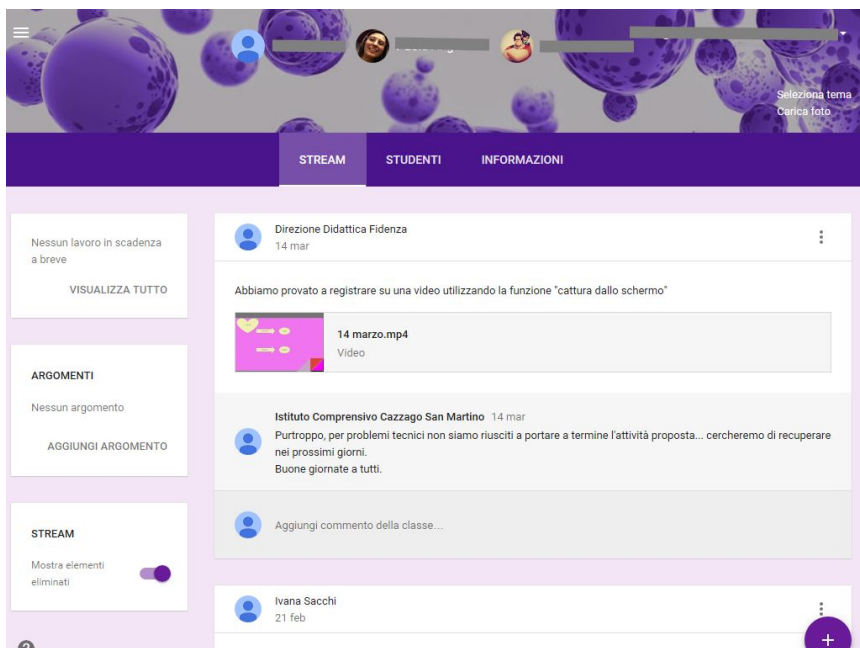 Seleziona tema
Carica foto
STREAM STUDENTI INFORMAZIONI
Nessun lavoro in scadenza
a breve
VISUALIZZA TUTTO
ARGOMENTI
Nessun argomento
AGGIUNGI ARGOMENTO
STREAM
Mostra elementi
eliminati
Direzione Didattica Fidenza
14 mar
Abbiamo provato a registrare su una video utilizzando la funzione "cattura dallo schermo"
14 marzo.mp4
Video
Istituto Comprensivo Cazzago San Martino 14 mar
Purtroppo, per problemi tecnici non siamo riusciti a portare a termine l'attività proposta... cercheremo di recuperare
nei prossimi giorni.
Buone giornate a tutti.
Aggiungi commento della classe...
Ivana Sacchi
21 feb